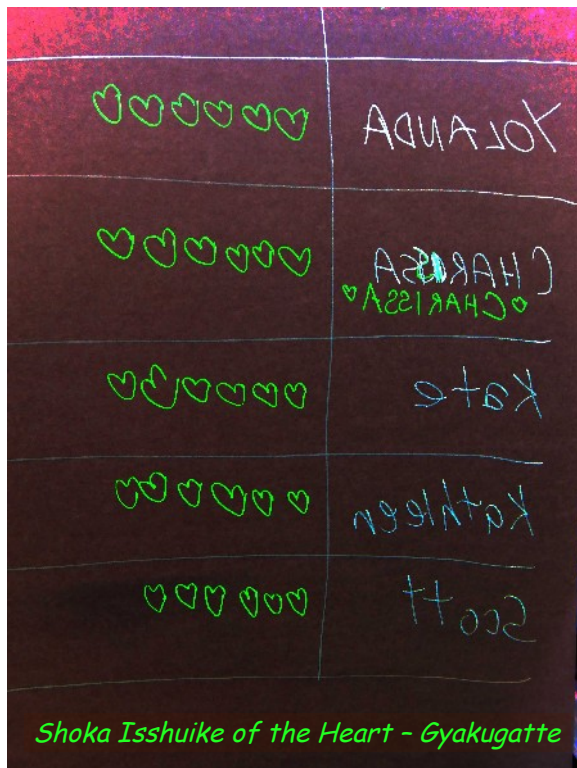 YOLANDA
CHARISSA
♥CHARISSA♥
Kate
Kathleen
Scott
Shoka Isshuike of the Heart – Gyakugatte